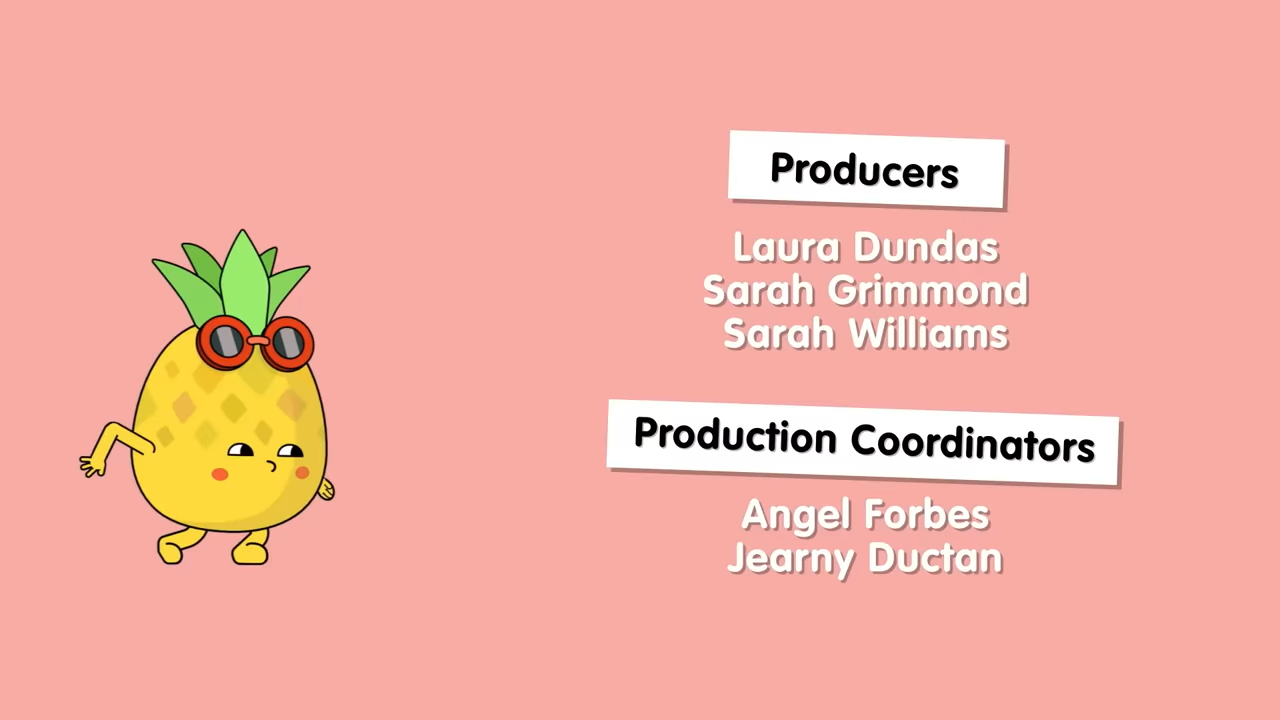 Producers
Laura Dundas
Sarah Grimmond
Sarah Williams
Production Coordinators
Angel Forbes
Jearny Ductan